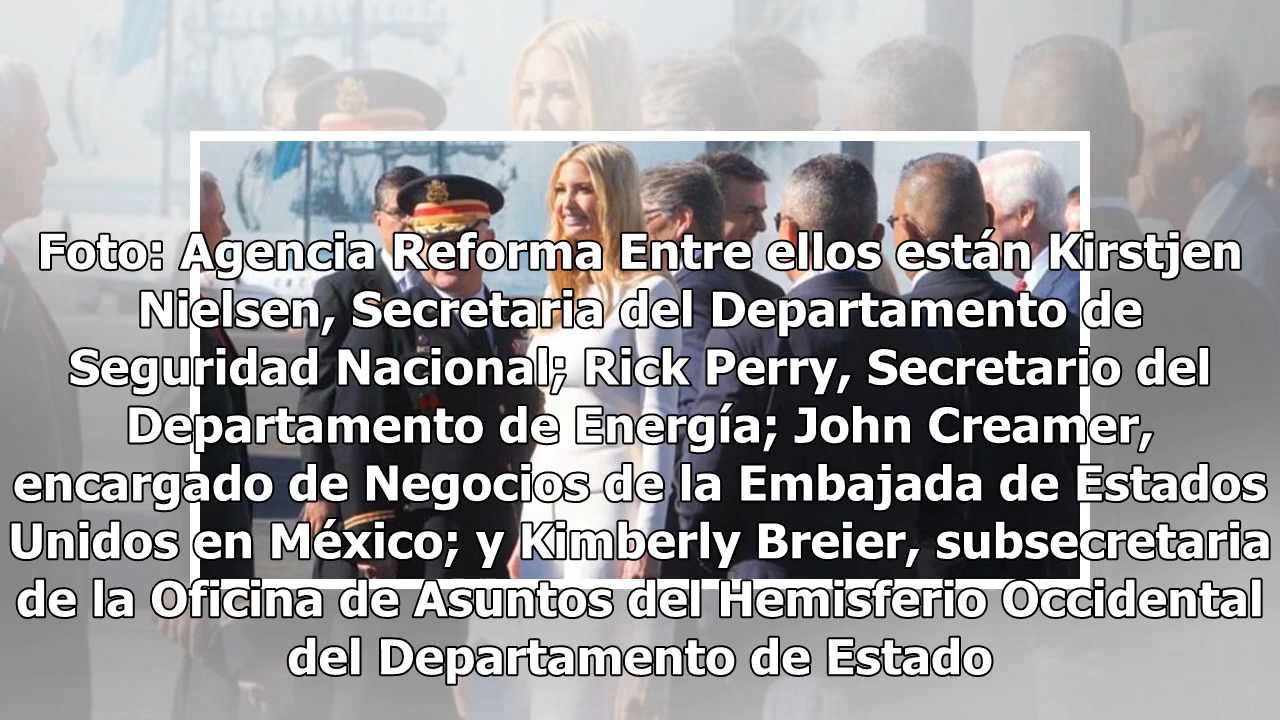 Foto: Agencia Reforma Entre ellos están Kirstjen
Nielsen, Secretaria del Departamento de
Seguridad Nacional; Rick Perry, Secretario del
Departamento de Energía; John Creamer,
encargado de Negocios de la Embajada de Estados
Unidos en México; y Kimberly Breier, subsecretaria
de la Oficina de Asuntos del Hemisferio Occidental
del Departamento de Estado